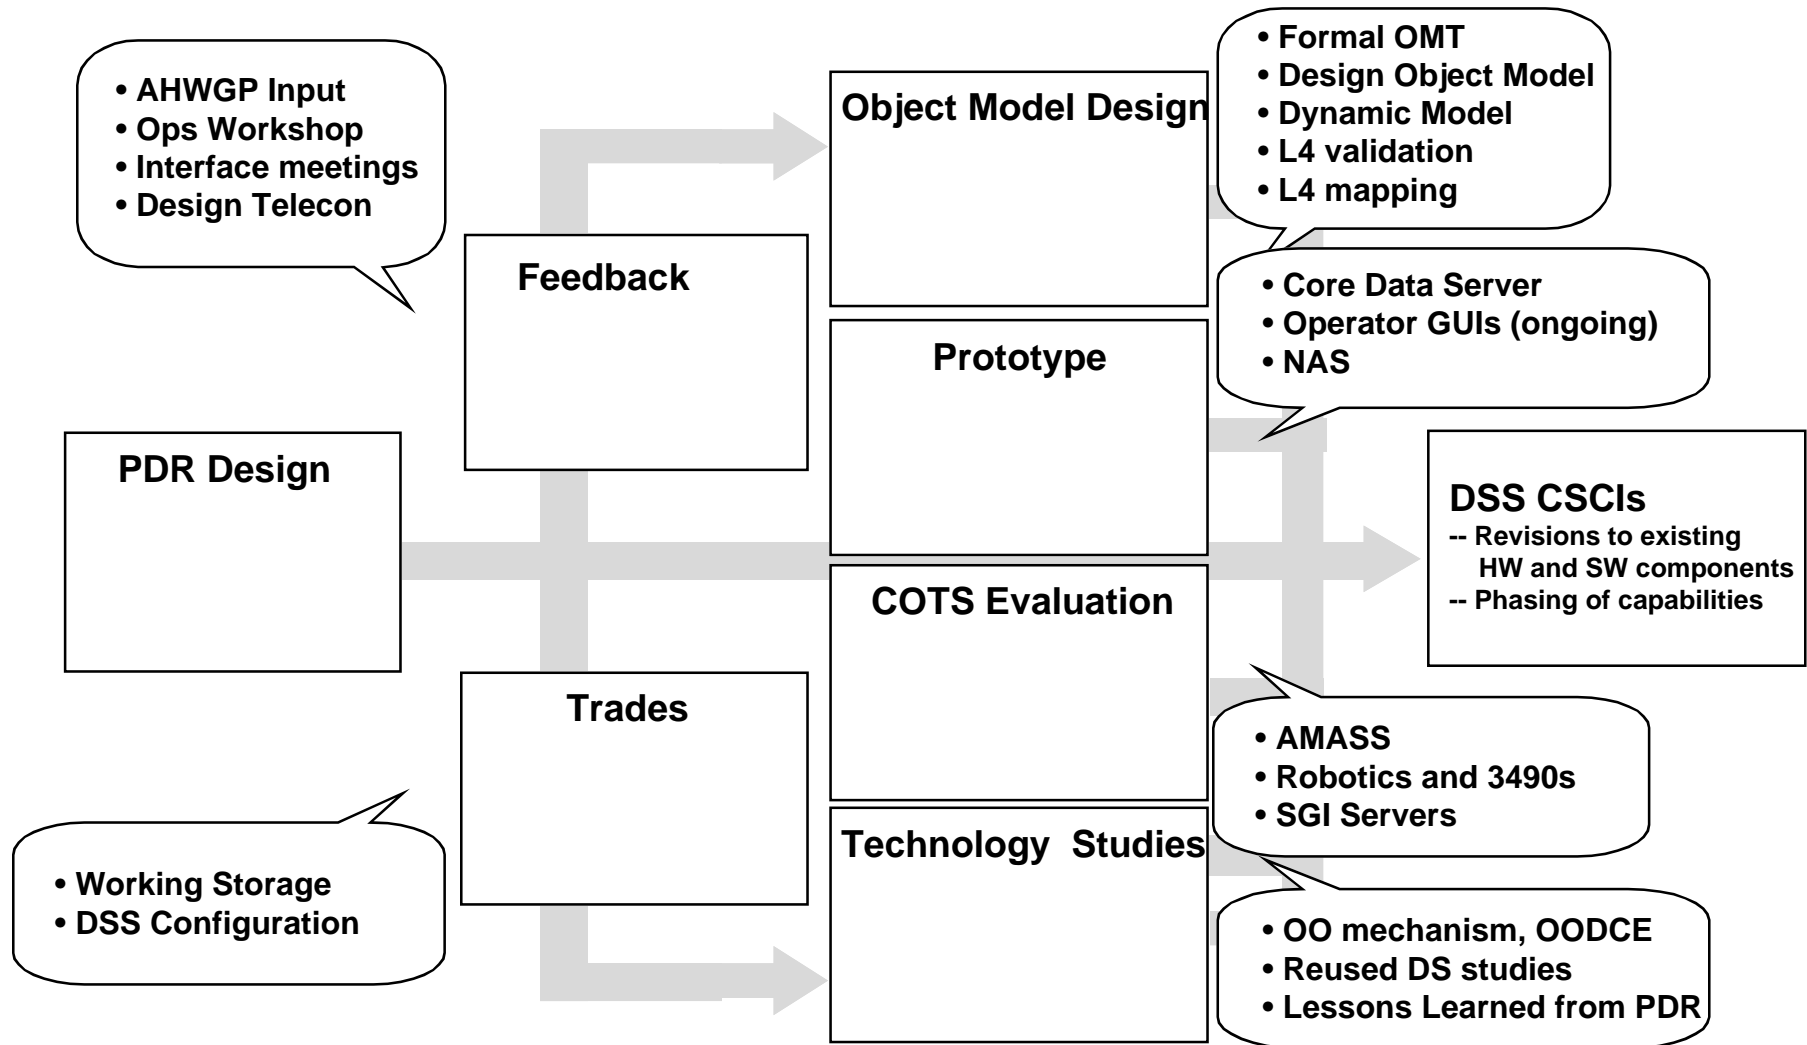 • AHWGP Input
• Ops Workshop
• Interface meetings
• Design Telecon
Feedback
PDR Design
Trades
• Working Storage
• DSS Configuration
Object Model Design
• Formal OMT
• Design Object Model
• Dynamic Model
• L4 validation
• L4 mapping
Prototype
• Core Data Server
• Operator GUIs (ongoing)
• NAS
COTS Evaluation
• AMASS
• Robotics and 3490s
• SGI Servers
Technology Studies
• OO mechanism, OODCE
• Reused DS studies
• Lessons Learned from PDR
DSS CSCIs
-- Revisions to existing
HW and SW components
-- Phasing of capabilities